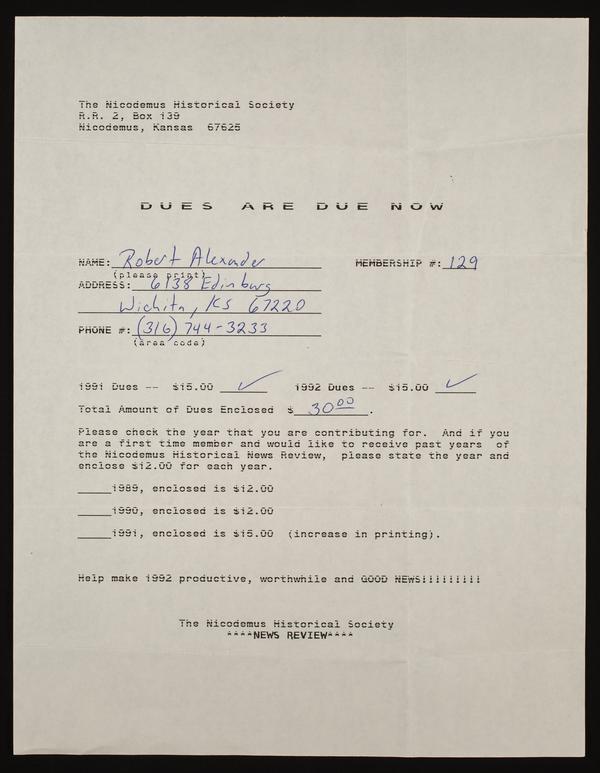 The Nicodemus Historical Society
R.R. 2, Box 139
Nicodemus, Kansas 67625
DUES ARE DUE NOW
NAME: Robert Alexander MEMBERSHIP #: 129
(please print)
ADDRESS: 6138 Edinburg
Wichita, KS 67220
PHONE #: (316) 744-3233
(area code)
1991 Dues -- $15.00 ✓ 1992 Dues -- $15.00 ✓
Total Amount of Dues Enclosed $ 30.00.
Please check the year that you are contributing for. And if you
are a first time member and would like to receive past years of
the Nicodemus Historical News Review, please state the year and
enclose $12.00 for each year.
_____1989, enclosed is $12.00
_____1990, enclosed is $12.00
_____1991, enclosed is $15.00 (increase in printing).
Help make 1992 productive, worthwhile and GOOD NEWS!!!!!!!!!
The Nicodemus Historical Society
****NEWS REVIEW****